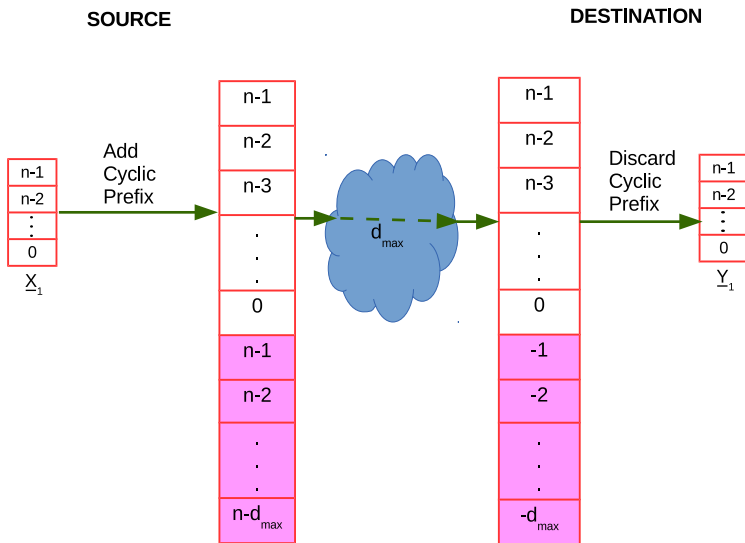 SOURCE
DESTINATION
n-1
n-2
.
.
.
0
X₁
Add
Cyclic
Prefix
n-1
n-2
n-3
.
.
.
0
n-1
n-2
.
.
.
n-dmax
dmax
n-1
n-2
n-3
.
.
.
0
-1
-2
.
.
.
-dmax
Discard
Cyclic
Prefix
n-1
n-2
.
.
.
0
Y₁